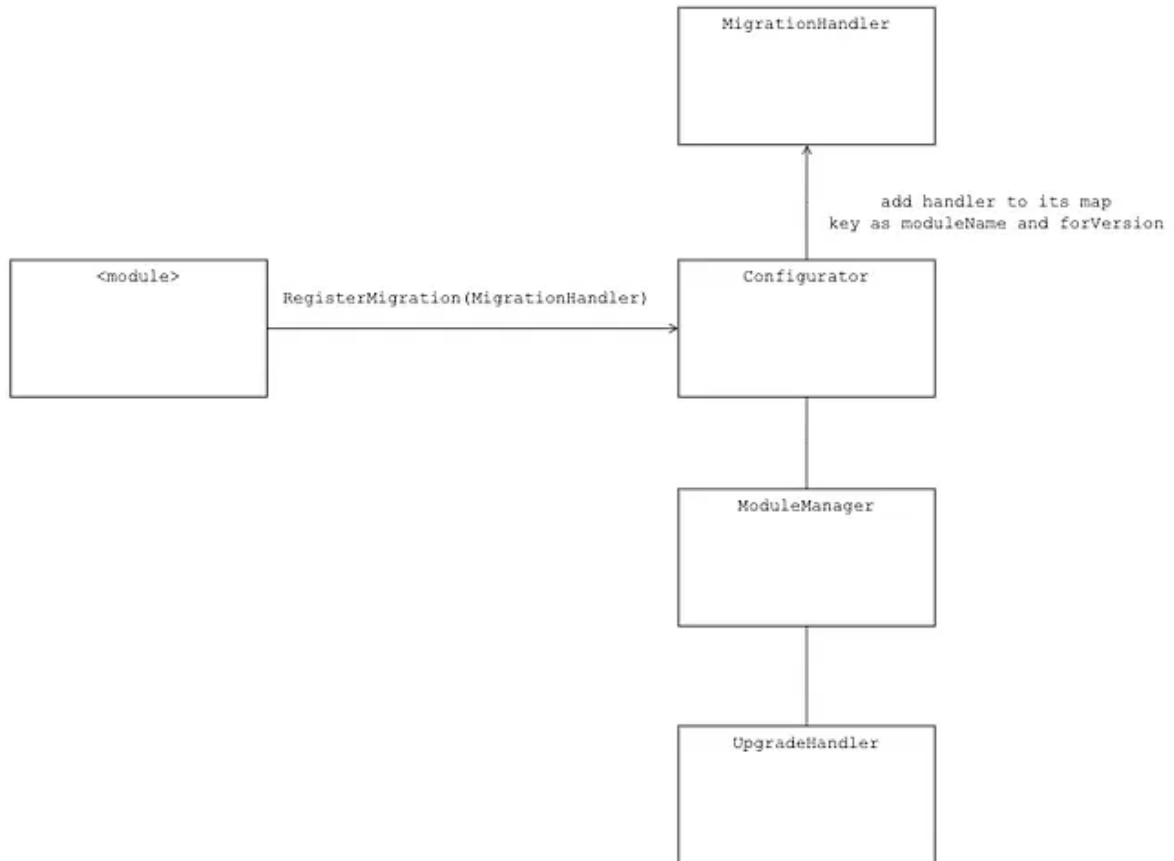 MigrationHandler
add handler to its map
key as moduleName and forVersion
<module>
RegisterMigration(MigrationHandler)
Configurator
ModuleManager
UpgradeHandler